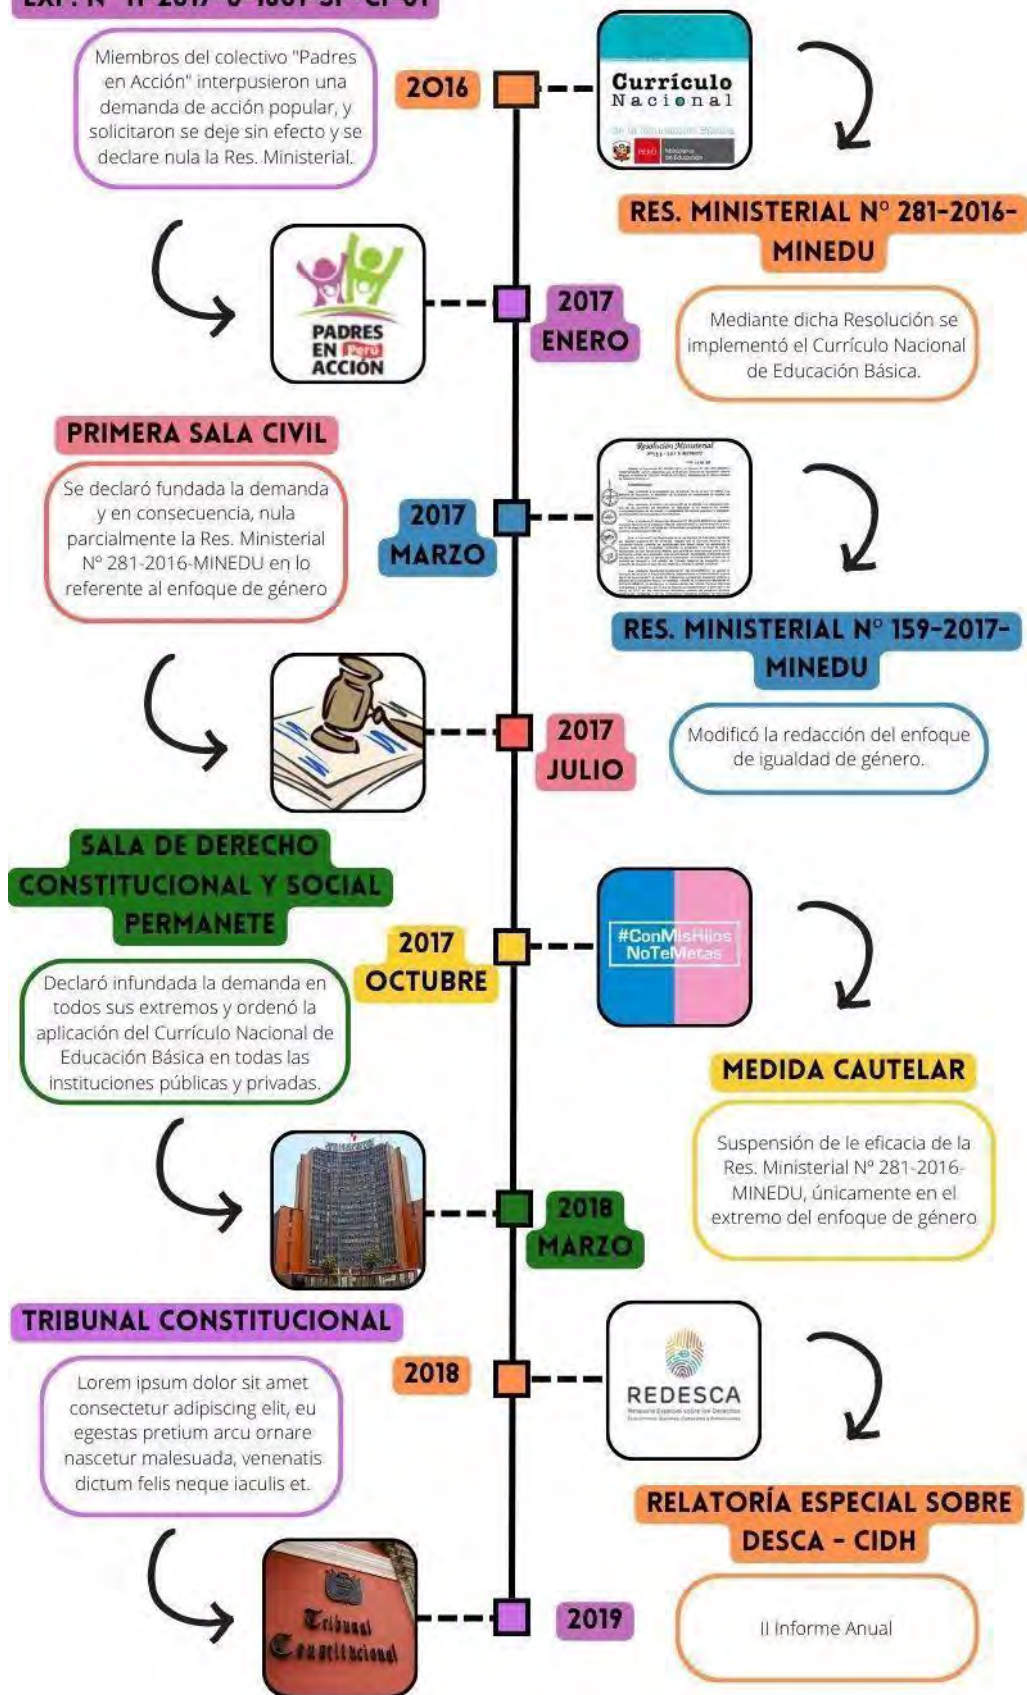 Miembros del colectivo "Padres
en Acción" interpusieron una
demanda de acción popular, y
solicitaron se deje sin efecto y se
declare nula la Res. Ministerial.
2016
Currículo
Nacional
PERÚ
Ministerio
de Educación
RES. MINISTERIAL Nº 281-2016-
MINEDU
Mediante dicha Resolución se
implementó el Currículo Nacional
de Educación Básica.
PADRES
EN Perú
ACCIÓN
2017
ENERO
PRIMERA SALA CIVIL
Se declaró fundada la demanda
y en consecuencia, nula
parcialmente la Res. Ministerial
Nº 281-2016-MINEDU en lo
referente al enfoque de género
2017
MARZO
Resolución Ministerial
RES. MINISTERIAL Nº 159-2017-
MINEDU
Modificó la redacción del enfoque
de igualdad de género.
2017
JULIO
SALA DE DERECHO
CONSTITUCIONAL Y SOCIAL
PERMANETE
Declaró infundada la demanda en
todos sus extremos y ordenó la
aplicación del Currículo Nacional de
Educación Básica en todas las
instituciones públicas y privadas.
2017
OCTUBRE
#ConMisHijos
NoTeMetas
MEDIDA CAUTELAR
Suspensión de le eficacia de la
Res. Ministerial Nº 281-2016-
MINEDU, únicamente en el
extremo del enfoque de género
2018
MARZO
TRIBUNAL CONSTITUCIONAL
Lorem ipsum dolor sit amet
consectetur adipiscing elit, eu
egestas pretium arcu ornare
nascetur malesuada, venenatis
dictum felis neque iaculis et.
2018
REDESCA
RELATORÍA ESPECIAL SOBRE
DESCA - CIDH
II Informe Anual
Tribunal
Constitucional
2019